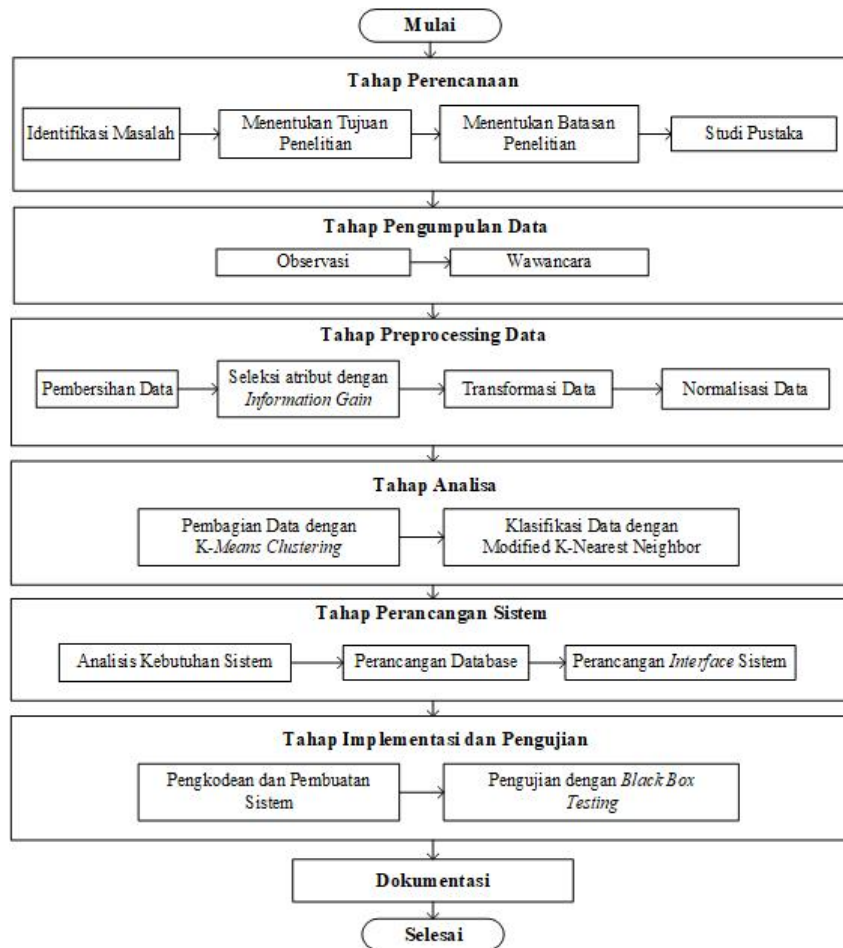 Mulai
Tahap Perencanaan
Identifikasi Masalah
Menentukan Tujuan
Penelitian
Menentukan Batasan
Penelitian
Studi Pustaka
Tahap Pengumpulan Data
Observasi
Wawancara
Tahap Preprocessing Data
Pembersihan Data
Seleksi atribut dengan
Information Gain
Transformasi Data
Normalisasi Data
Tahap Analisa
Pembagian Data dengan
K-Means Clustering
Klasifikasi Data dengan
Modified K-Nearest Neighbor
Tahap Perancangan Sistem
Analisis Kebutuhan Sistem
Perancangan Database
Perancangan Interface Sistem
Tahap Implementasi dan Pengujian
Pengkodean dan Pembuatan
Sistem
Pengujian dengan Black Box
Testing
Dokumentasi
Selesai